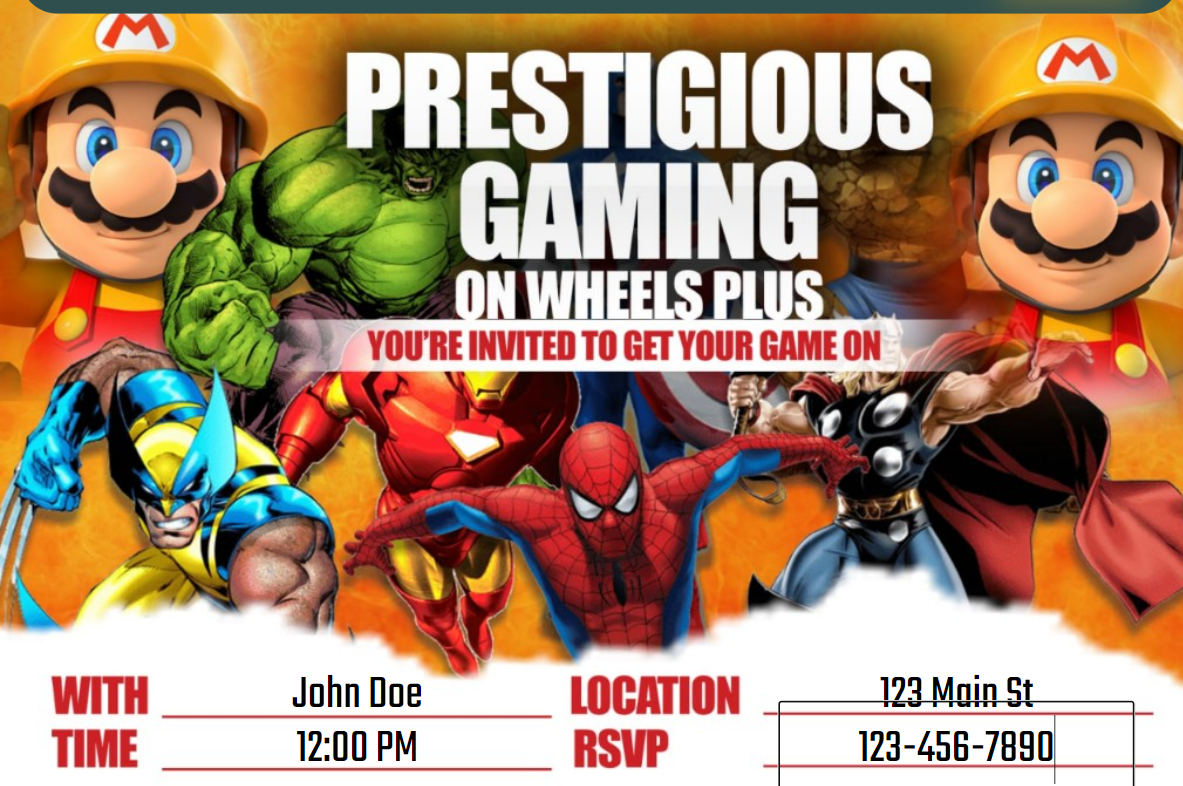 M
M
PRESTIGIOUS
GAMING
ON WHEELS PLUS
YOU'RE INVITED TO GET YOUR GAME ON
WITH John Doe LOCATION 123 Main St
TIME 12:00 PM RSVP 123-456-7890